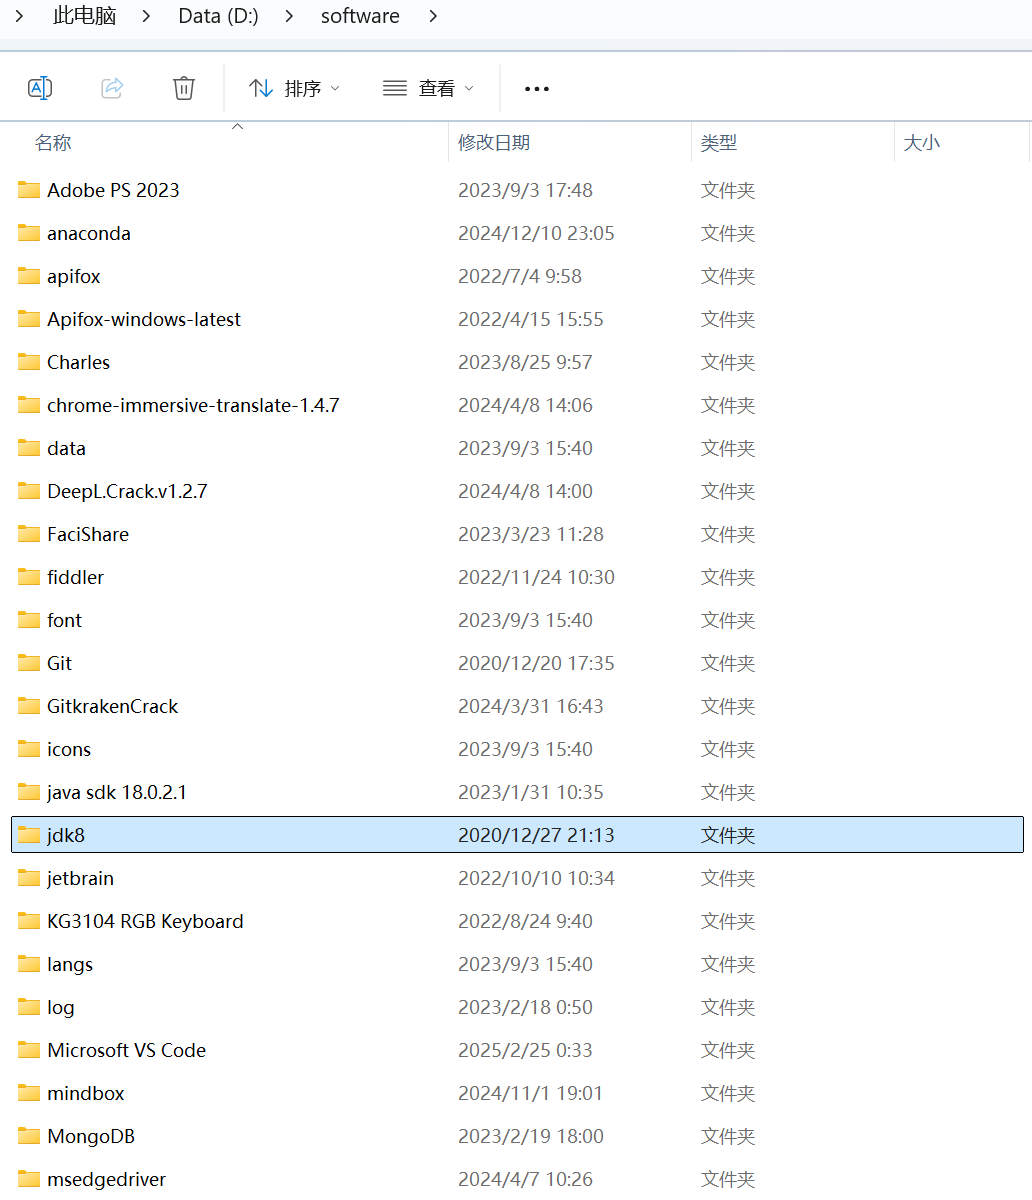 此电脑 Data (D:) software
排序 查看
名称 修改日期 类型 大小
Adobe PS 2023 2023/9/3 17:48 文件夹
anaconda 2024/12/10 23:05 文件夹
apifox 2022/7/4 9:58 文件夹
Apifox-windows-latest 2022/4/15 15:55 文件夹
Charles 2023/8/25 9:57 文件夹
chrome-immersive-translate-1.4.7 2024/4/8 14:06 文件夹
data 2023/9/3 15:40 文件夹
DeepL.Crack.v1.2.7 2024/4/8 14:00 文件夹
FaciShare 2023/3/23 11:28 文件夹
fiddler 2022/11/24 10:30 文件夹
font 2023/9/3 15:40 文件夹
Git 2020/12/20 17:35 文件夹
GitkrakenCrack 2024/3/31 16:43 文件夹
icons 2023/9/3 15:40 文件夹
java sdk 18.0.2.1 2023/1/31 10:35 文件夹
jdk8 2020/12/27 21:13 文件夹
jetbrain 2022/10/10 10:34 文件夹
KG3104 RGB Keyboard 2022/8/24 9:40 文件夹
langs 2023/9/3 15:40 文件夹
log 2023/2/18 0:50 文件夹
Microsoft VS Code 2025/2/25 0:33 文件夹
mindbox 2024/11/1 19:01 文件夹
MongoDB 2023/2/19 18:00 文件夹
msedgedriver 2024/4/7 10:26 文件夹